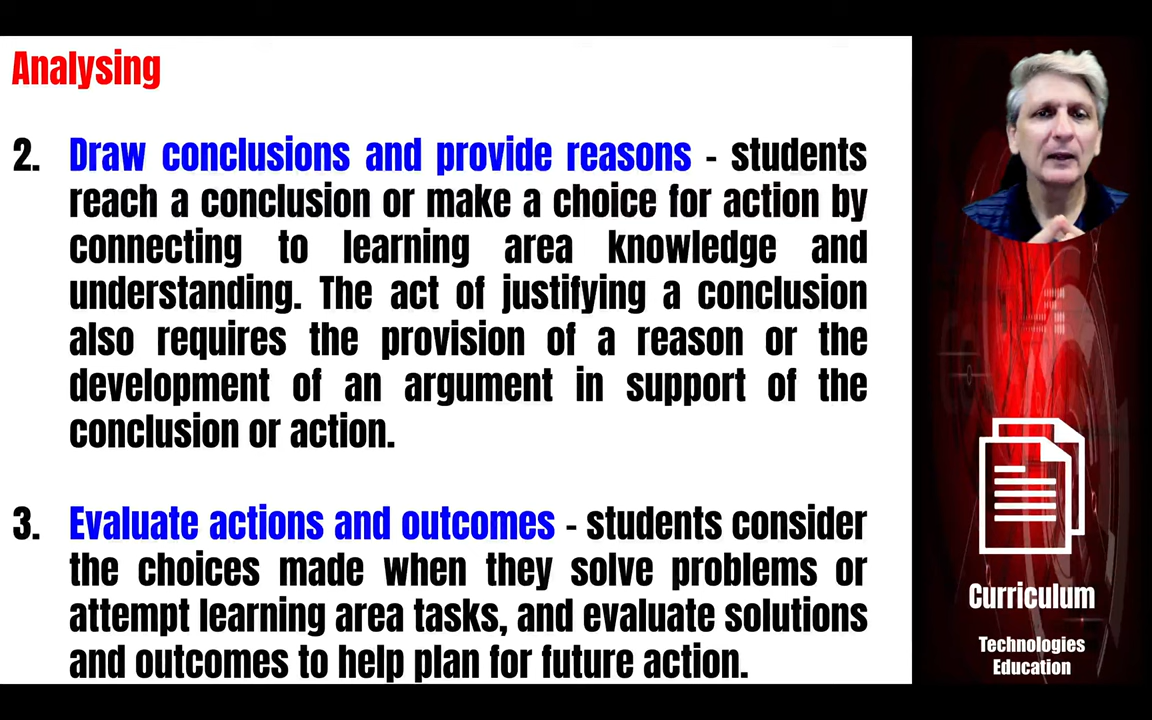 Analysing
2. Draw conclusions and provide reasons - students
reach a conclusion or make a choice for action by
connecting to learning area knowledge and
understanding. The act of justifying a conclusion
also requires the provision of a reason or the
development of an argument in support of the
conclusion or action.
3. Evaluate actions and outcomes - students consider
the choices made when they solve problems or
attempt learning area tasks, and evaluate solutions
and outcomes to help plan for future action.
Curriculum
Technologies
Education